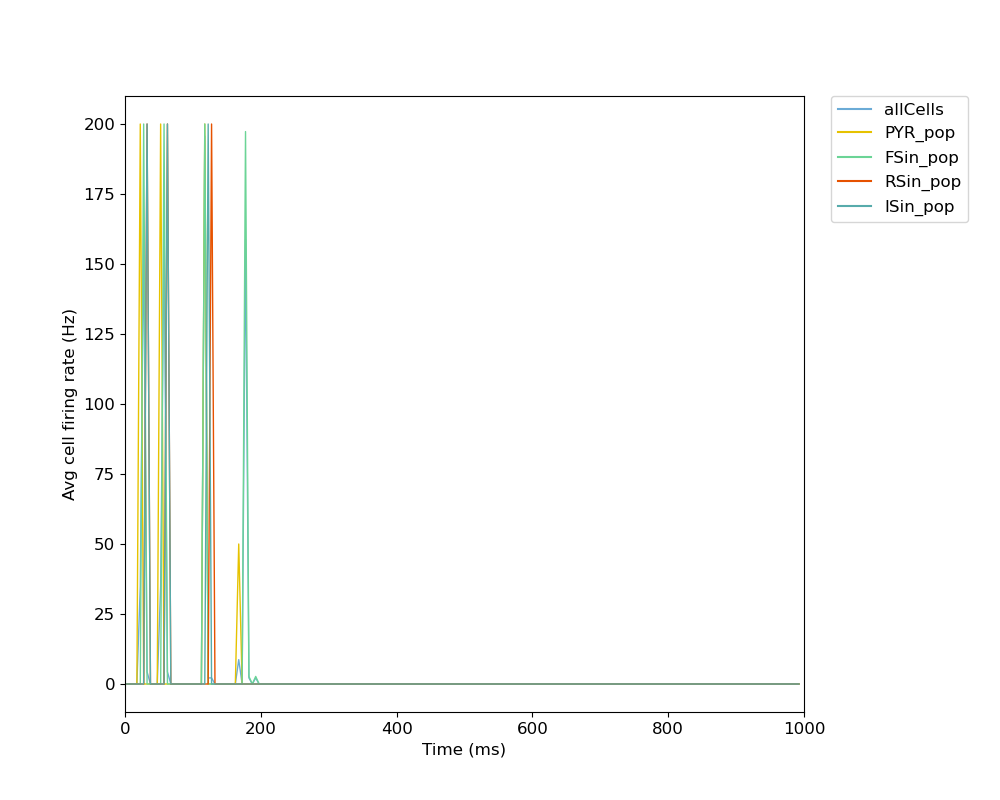 200
175
150
125
100
75
50
25
0
Avg cell firing rate (Hz)
0 200 400 600 800 1000
Time (ms)
allCells
PYR_pop
FSin_pop
RSin_pop
ISin_pop